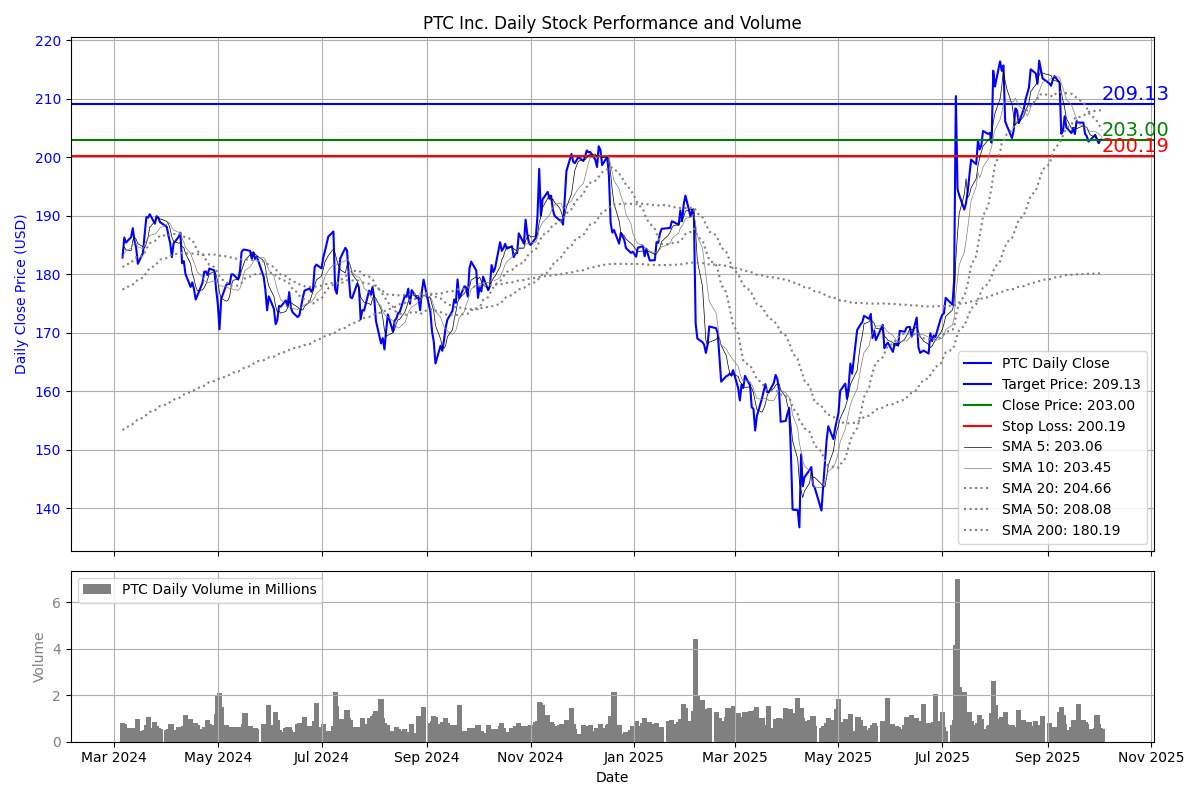 PTC Inc. Daily Stock Performance and Volume
220
210
200
190
180
170
160
150
140
Daily Close Price (USD)
209.13
203.00
200.19
PTC Daily Close
Target Price: 209.13
Close Price: 203.00
Stop Loss: 200.19
SMA 5: 203.06
SMA 10: 203.45
SMA 20: 204.66
SMA 50: 208.08
SMA 200: 180.19
PTC Daily Volume in Millions
6
4
2
0
Volume
Mar 2024 May 2024 Jul 2024 Sep 2024 Nov 2024 Jan 2025 Mar 2025 May 2025 Jul 2025 Sep 2025 Nov 2025
Date